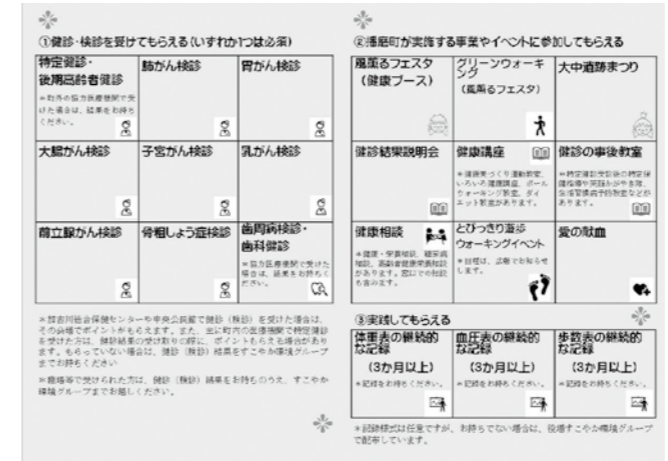 ①健診・検診を受けてもらえる(いずれか1つは必須)
特定健診・
後期高齢者健診
*町外の協力医療機関で受
けた場合は、結果をお持ち
ください。
肺がん検診
胃がん検診
大腸がん検診
子宮がん検診
乳がん検診
前立腺がん検診
骨粗しょう症検診
歯周病検診・
歯科健診
*協力医療機関で受けた
場合は、結果をお持ちく
ださい。
*加古川総合保健センターや中央公民館で健診(検診)を受けた場合は、
その会場でポイントがもらえます。また、主に町内の医療機関で特定健診
を受けた方は、健診結果の受け取りの際に、ポイントもらえる場合があり
ます。もらっていない場合は、健診(検診)結果をすこやか環境グループ
までお持ちください
*職場等で受けられた方は、健診(検診)結果をお持ちのうえ、すこやか
環境グループまでお越しください。
②播磨町が実施する事業やイベントに参加してもらえる
風薫るフェスタ
(健康ブース)
グリーンウォーキ
ング
(風薫るフェスタ)
大中遺跡まつり
健診結果説明会
健康講座
*健康東づくり運動教室、
いろいろ健康講座、ポール
ウォーキング教室、ダイ
エット教室があります。
健診の事後教室
*特定健診受診後の特定保
健指導や
生活習慣病予防教室などが
あります。
健康相談
*健康・栄養相談、糖尿病
相談、高齢者健康栄養相談
があります。窓口での相談
も含みます。
とびっきり遊歩
ウォーキングイベント
*日程は、広報でお知らせ
します。
愛の献血
③実践してもらえる
体重表の継続的
な記録
(3か月以上)
*記録をお持ちください。
血圧表の継続的
な記録
(3か月以上)
*記録をお持ちください。
歩数表の継続的
な記録
(3か月以上)
*記録をお持ちください。
*記録様式は任意ですが、お持ちでない場合は、役場すこやか環境グループ
で配布しています。